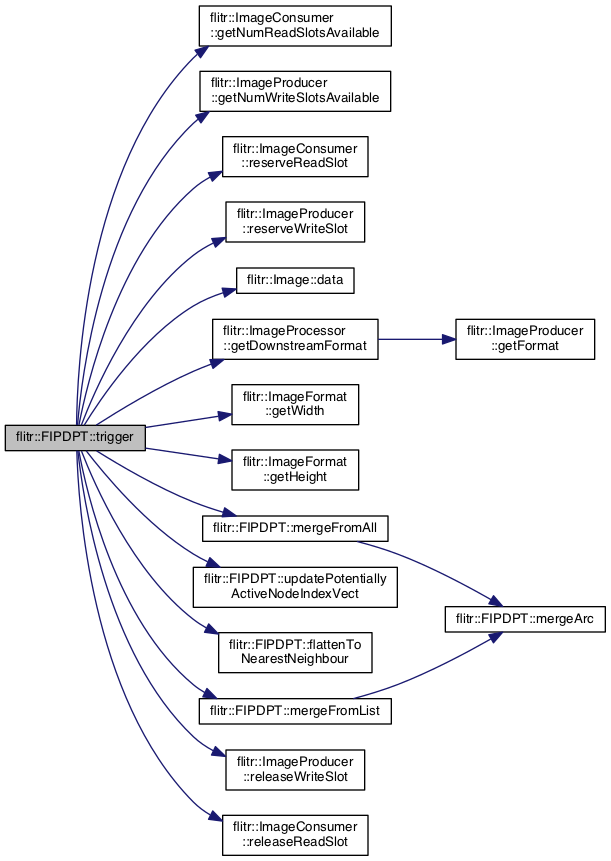 flitr::ImageConsumer
::getNumReadSlotsAvailable
flitr::ImageProducer
::getNumWriteSlotsAvailable
flitr::ImageConsumer
::reserveReadSlot
flitr::ImageProducer
::reserveWriteSlot
flitr::Image::data
flitr::ImageProcessor
::getDownstreamFormat
flitr::ImageProducer
::getFormat
flitr::ImageFormat
::getWidth
flitr::FIPDPT::trigger
flitr::ImageFormat
::getHeight
flitr::FIPDPT::mergeFromAll
flitr::FIPDPT::updatePotentially
ActiveNodeIndexVect
flitr::FIPDPT::mergeArc
flitr::FIPDPT::flattenTo
NearestNeighbour
flitr::FIPDPT::mergeFromList
flitr::ImageProducer
::releaseWriteSlot
flitr::ImageConsumer
::releaseReadSlot